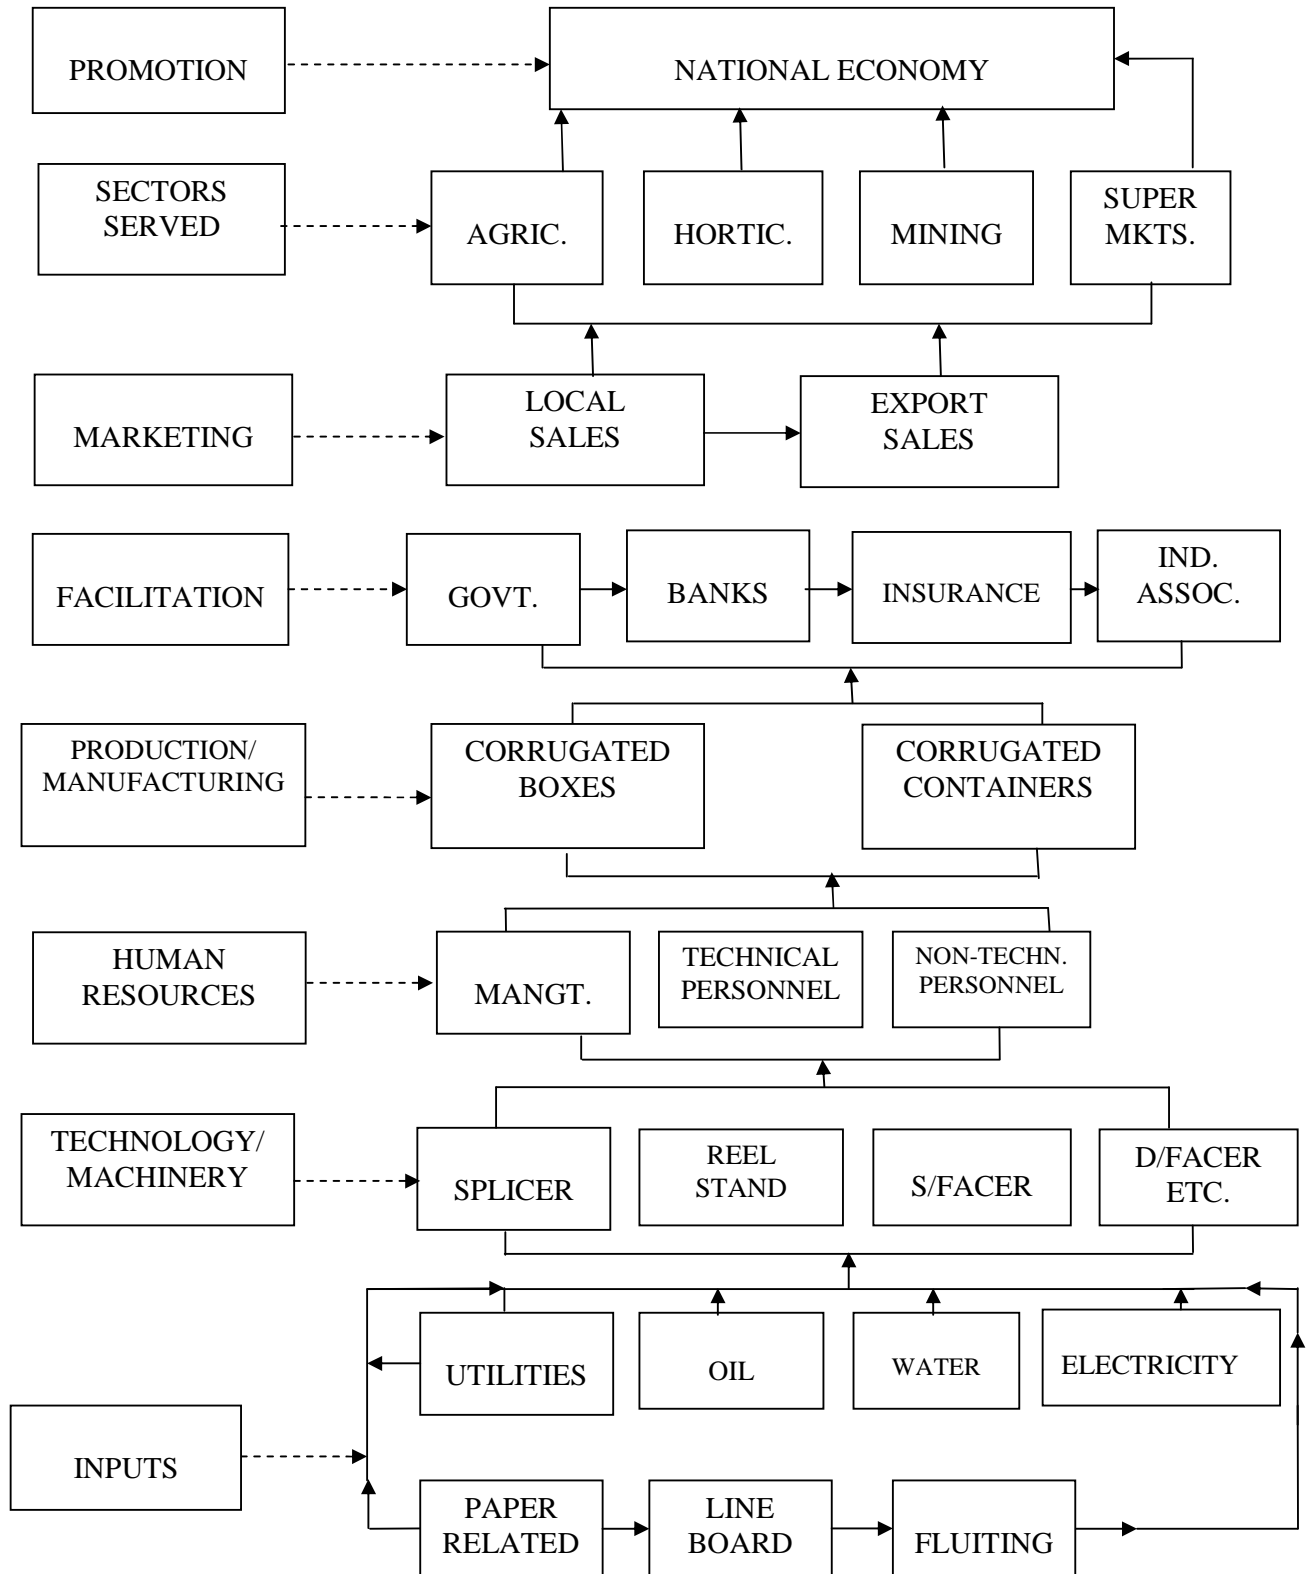 PROMOTION
NATIONAL ECONOMY
SECTORS
SERVED
AGRIC.
HORTIC.
MINING
SUPER
MKTS.
MARKETING
LOCAL
SALES
EXPORT
SALES
FACILITATION
GOVT.
BANKS
INSURANCE
IND.
ASSOC.
PRODUCTION/
MANUFACTURING
CORRUGATED
BOXES
CORRUGATED
CONTAINERS
HUMAN
RESOURCES
MANGT.
TECHNICAL
PERSONNEL
NON-TECHN.
PERSONNEL
TECHNOLOGY/
MACHINERY
SPLICER
REEL
STAND
S/FACER
D/FACER
ETC.
UTILITIES
OIL
WATER
ELECTRICITY
INPUTS
PAPER
RELATED
LINE
BOARD
FLUITING